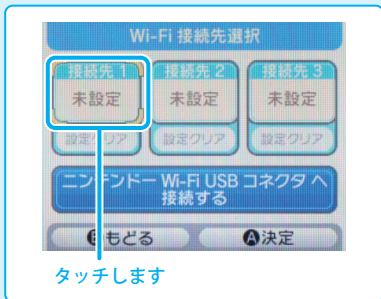 Wi-Fi 接続先選択
接続先 1 接続先 2 接続先 3
未設定 未設定 未設定
設定クリア 設定クリア 設定クリア
ニンテンドー Wi-Fi USB コネクタ へ
接続する
Ⓑもどる Ⓐ決定
タッチします